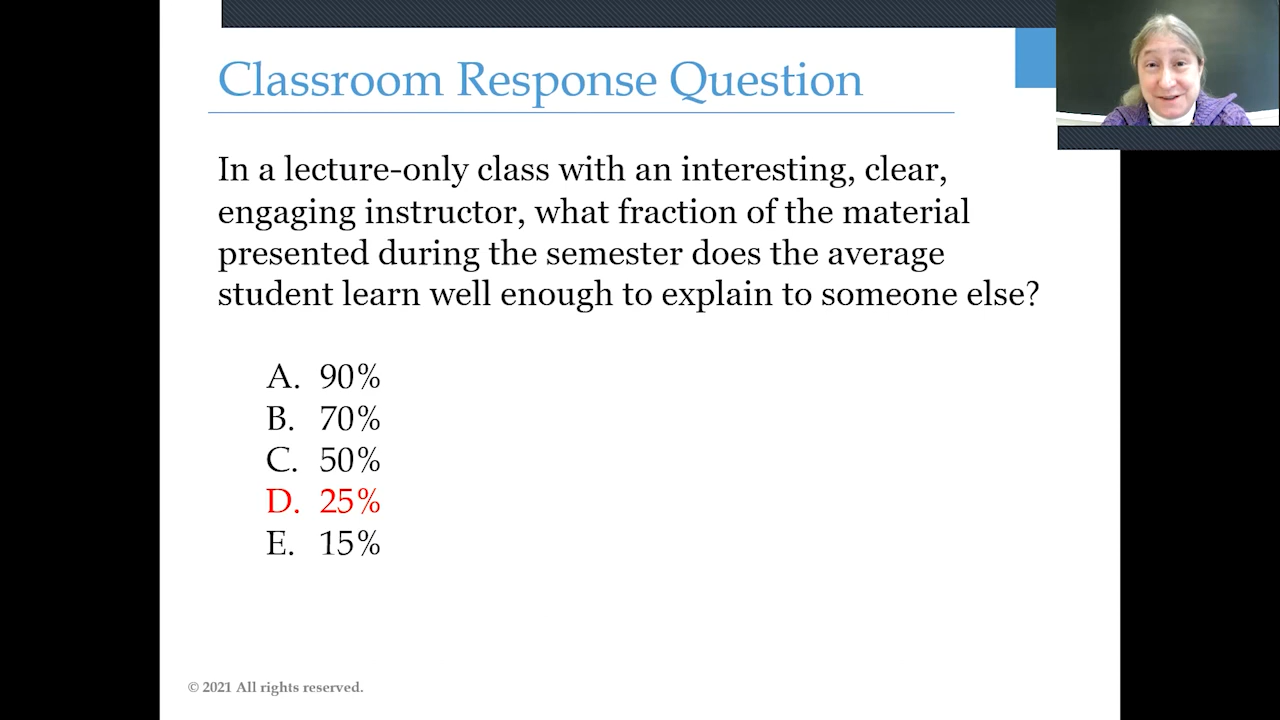 Classroom Response Question
In a lecture-only class with an interesting, clear,
engaging instructor, what fraction of the material
presented during the semester does the average
student learn well enough to explain to someone else?
A. 90%
B. 70%
C. 50%
D. 25%
E. 15%
© 2021 All rights reserved.